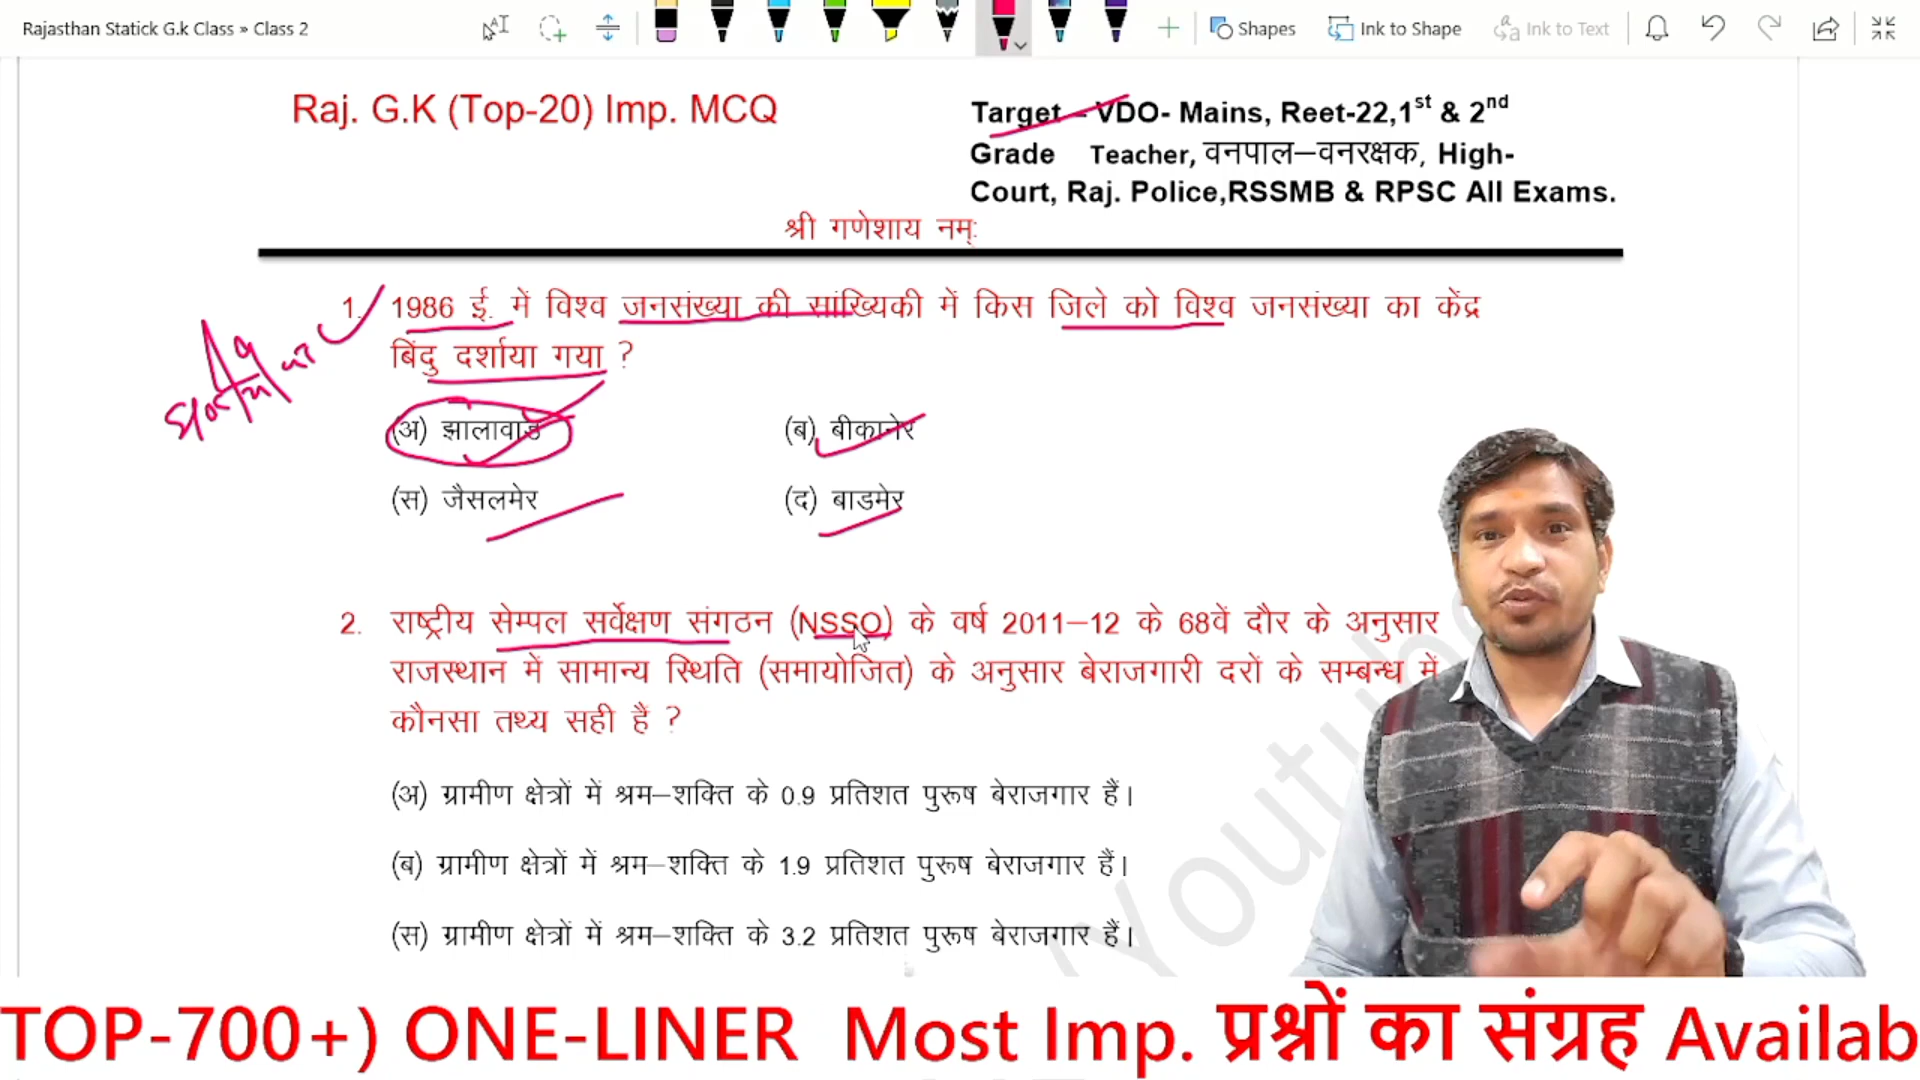 Rajasthan Statick G.k Class » Class 2
Shapes
Ink to Shape
Ink to Text
Raj. G.K (Top-20) Imp. MCQ
Target – VDO- Mains, Reet-22,1st & 2nd
Grade Teacher, वनपाल–वनरक्षक, High-
Court, Raj. Police,RSSMB & RPSC All Exams.
श्री गणेशाय नम्ः
1. 1986 ई. में विश्व जनसंख्या की सांख्यिकी में किस जिले को विश्व जनसंख्या का केंद्र
बिंदु दर्शाया गया ?
(अ) झालावाड
(ब) बीकानेर
(स) जैसलमेर
(द) बाडमेर
2. राष्ट्रीय सेम्पल सर्वेक्षण संगठन (NSSO) के वर्ष 2011–12 के 68वें दौर के अनुसार
राजस्थान में सामान्य स्थिति (समायोजित) के अनुसार बेराजगारी दरों के सम्बन्ध में
कौनसा तथ्य सही हैं ?
(अ) ग्रामीण क्षेत्रों में श्रम–शक्ति के 0.9 प्रतिशत पुरूष बेराजगार हैं।
(ब) ग्रामीण क्षेत्रों में श्रम–शक्ति के 1.9 प्रतिशत पुरूष बेराजगार हैं।
(स) ग्रामीण क्षेत्रों में श्रम–शक्ति के 3.2 प्रतिशत पुरूष बेराजगार हैं।
TOP-700+) ONE-LINER Most Imp. प्रश्नों का संग्रह Availab